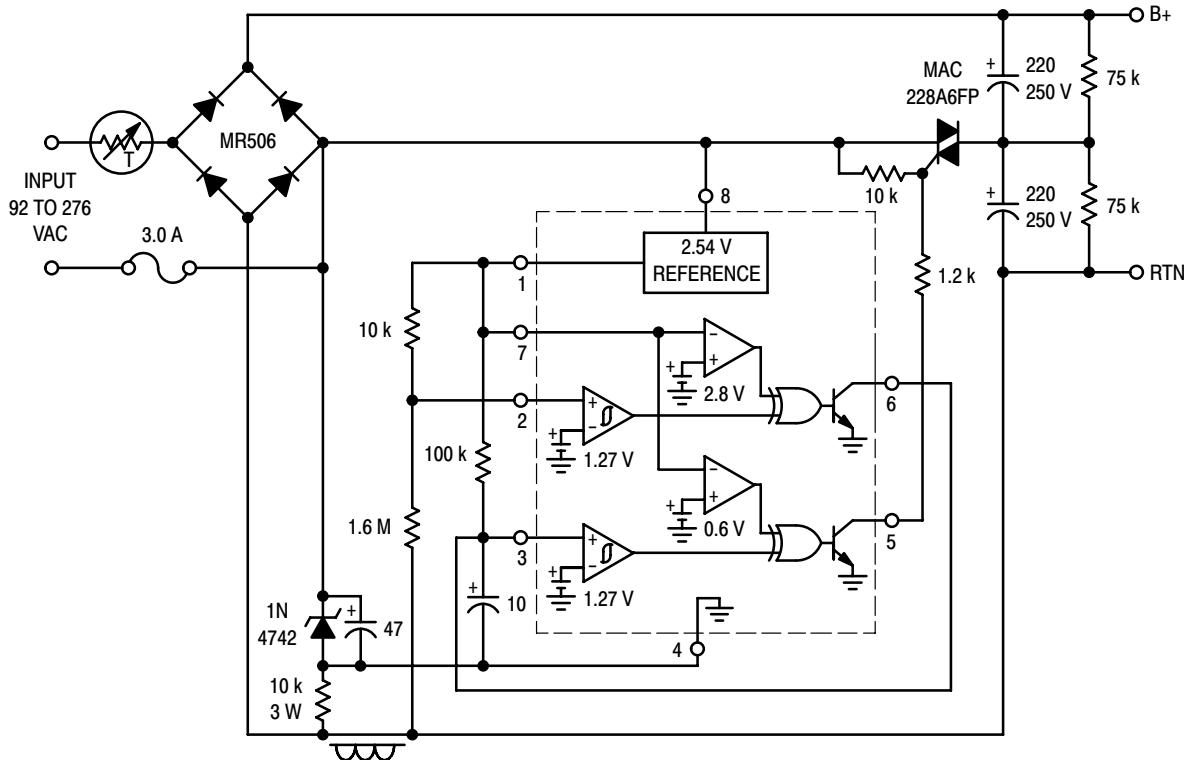 B+
MAC
228A6FP
+
220
250 V
75 k
MR506
T
INPUT
92 TO 276
VAC
3.0 A
8
10 k
+
220
250 V
75 k
2.54 V
REFERENCE
1
1.2 k
RTN
10 k
7
–
+
+
2.8 V
6
2
+
–
+
1.27 V
100 k
–
+
+
0.6 V
5
1.6 M
3
+
–
+
1.27 V
1N
4742
+
47
+
10
4
10 k
3 W